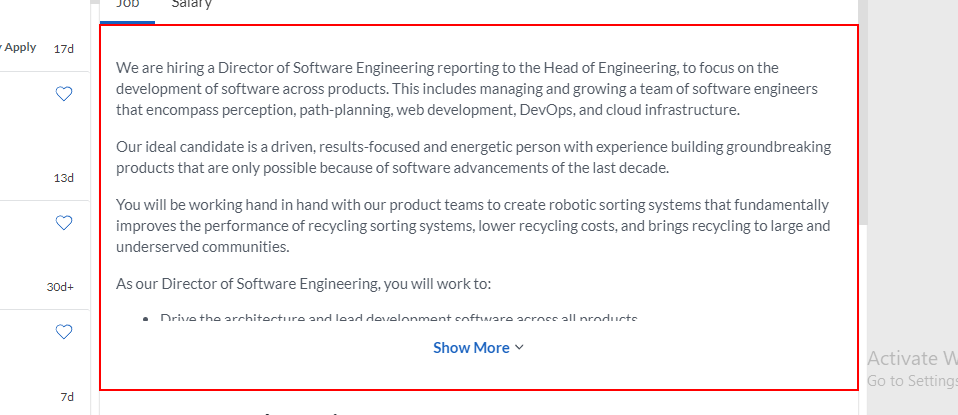 Job Salary
Apply 17d
We are hiring a Director of Software Engineering reporting to the Head of Engineering, to focus on the
development of software across products. This includes managing and growing a team of software engineers
that encompass perception, path-planning, web development, DevOps, and cloud infrastructure.
Our ideal candidate is a driven, results-focused and energetic person with experience building groundbreaking
products that are only possible because of software advancements of the last decade.
13d
You will be working hand in hand with our product teams to create robotic sorting systems that fundamentally
improves the performance of recycling sorting systems, lower recycling costs, and brings recycling to large and
underserved communities.
30d+
As our Director of Software Engineering, you will work to:
• Drive the architecture and lead development software across all products
Show More
Activate W
Go to Settings
7d